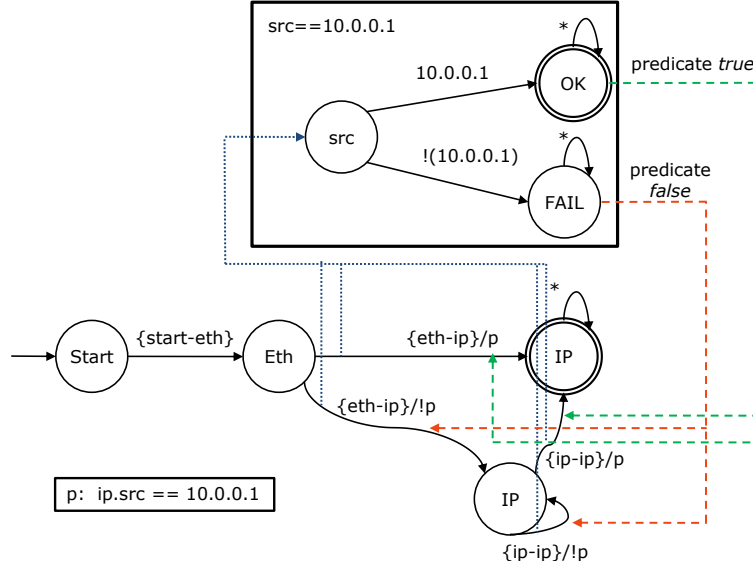 src==10.0.0.1
*
10.0.0.1
OK
predicate true
src
!(10.0.0.1)
*
FAIL
predicate
false
*
{start-eth}
{eth-ip}/p
Start
Eth
IP
{eth-ip}/!p
{ip-ip}/p
p: ip.src == 10.0.0.1
IP
{ip-ip}/!p